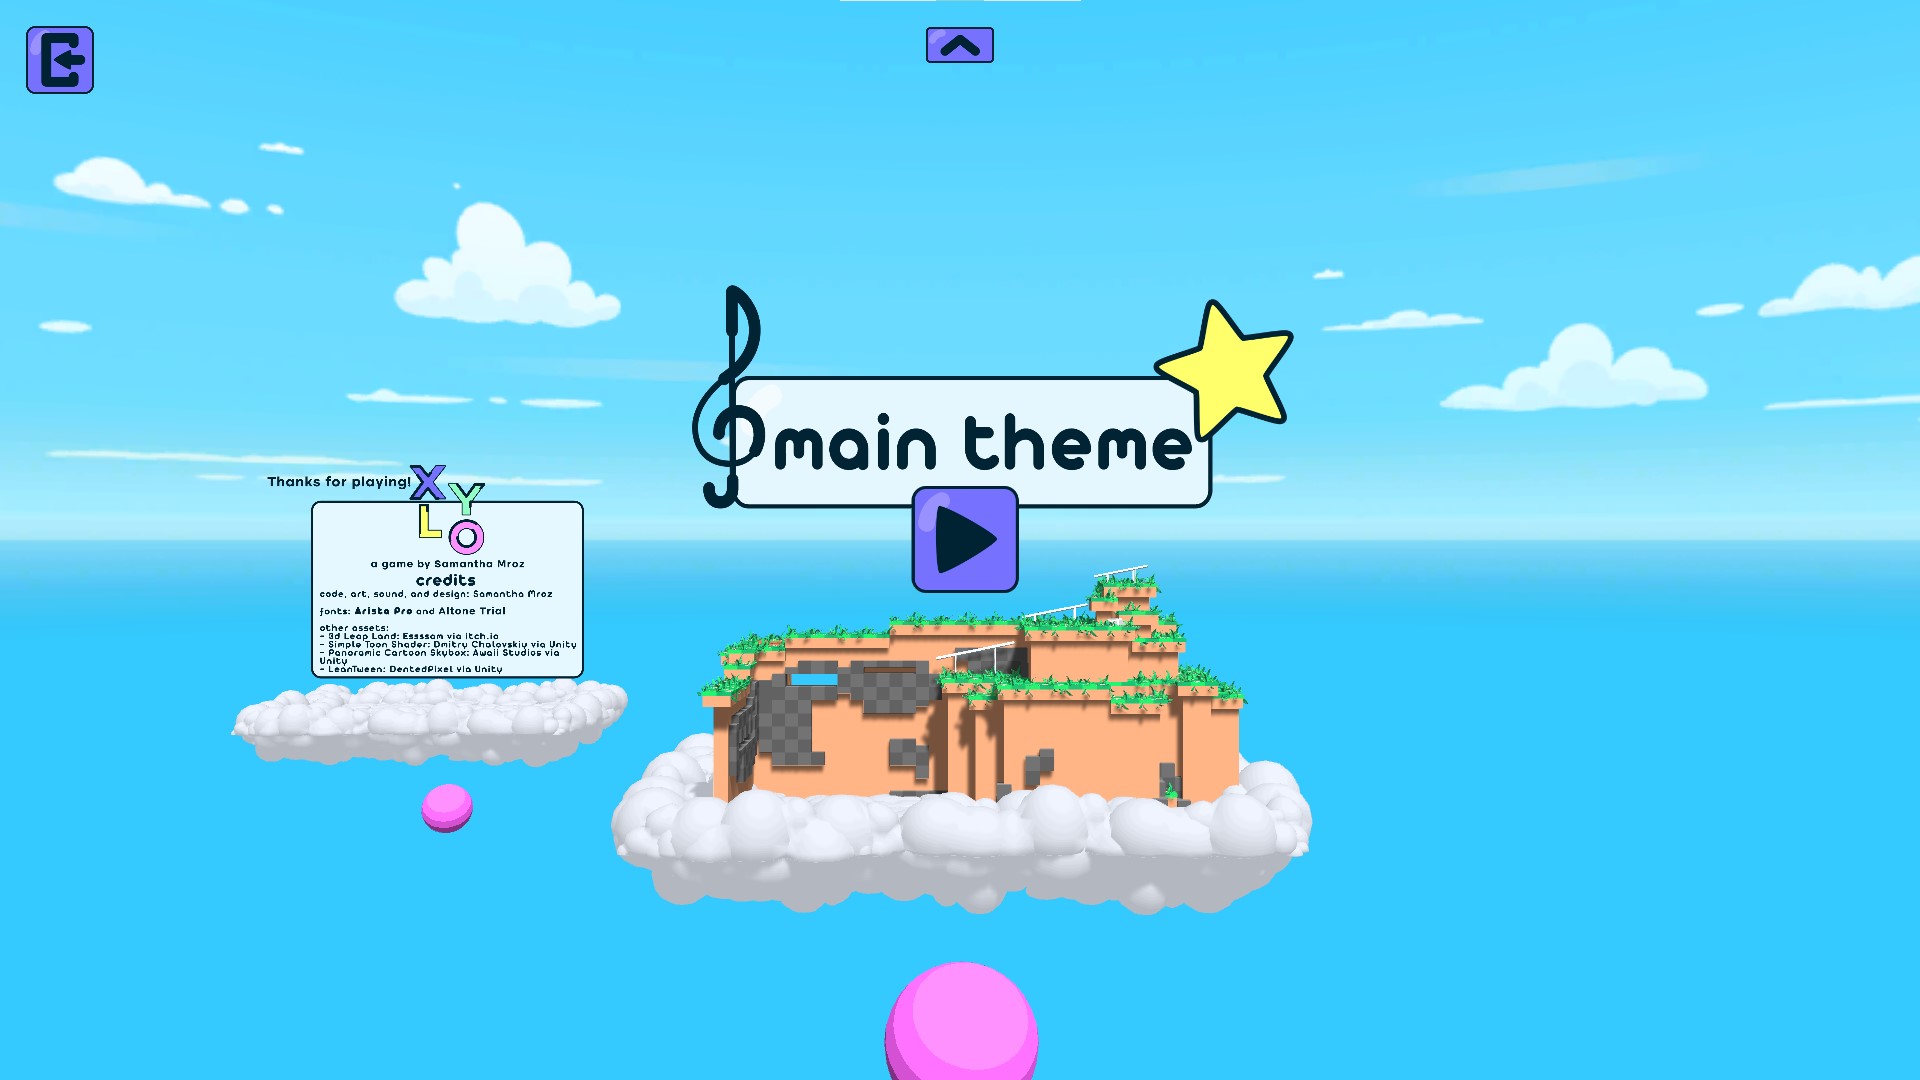 main theme
Thanks for playing!
X
Y
L
O
a game by Samantha Mroz
credits
code, art, sound, and design: Samantha Mroz
fonts: Arista Pro and Altone Trial
other assets:
- 3d Leap Land: Essssam via itch.io
- Simple Toon Shader: Dmitry Chalovskiy via Unity
- Panoramic Cartoon Skybox: Awaii Studios via
Unity
- LeanTween: DentedPixel via Unity